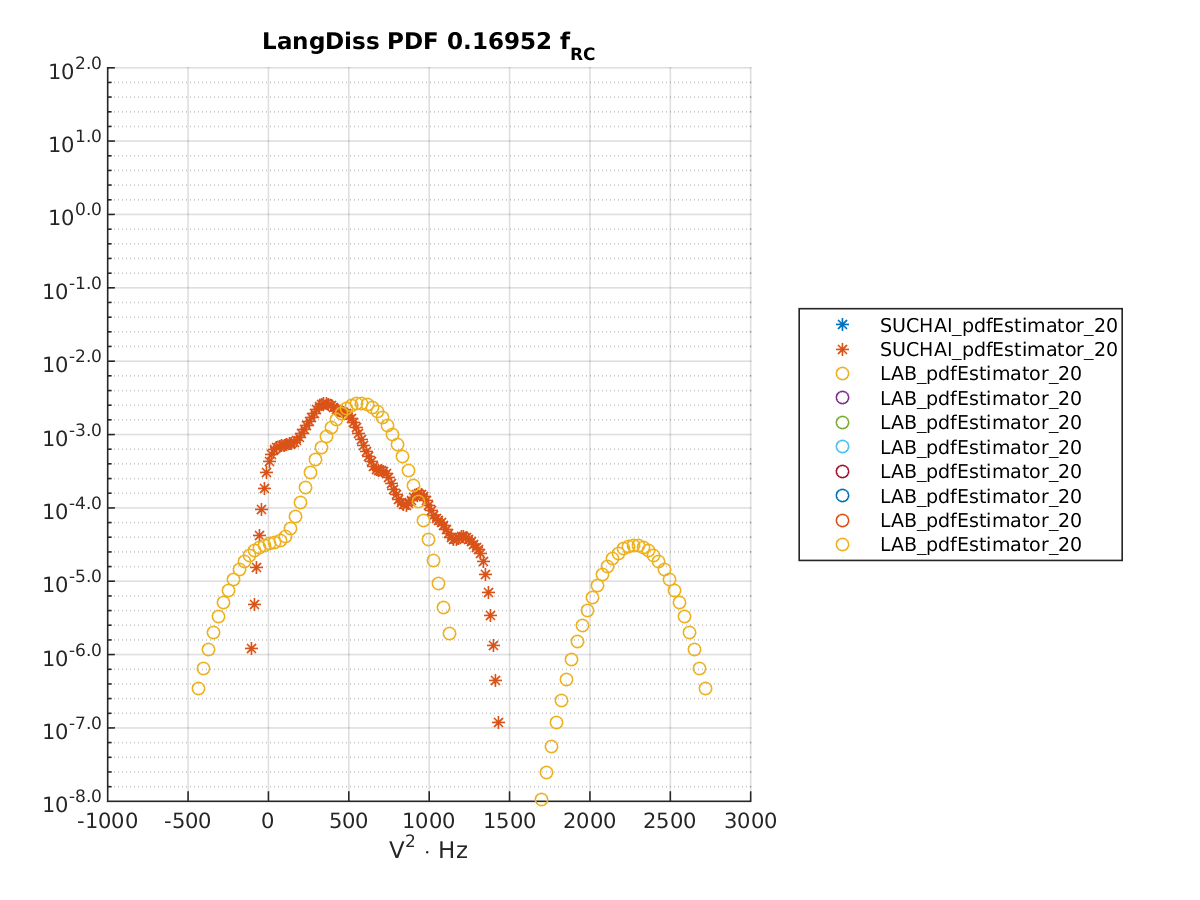 LangDiss PDF 0.16952 f_RC
10^2.0
10^1.0
10^0.0
10^-1.0
10^-2.0
10^-3.0
10^-4.0
10^-5.0
10^-6.0
10^-7.0
10^-8.0
-1000 -500 0 500 1000 1500 2000 2500 3000
V^2 · Hz
SUCHAI_pdfEstimator_20
SUCHAI_pdfEstimator_20
LAB_pdfEstimator_20
LAB_pdfEstimator_20
LAB_pdfEstimator_20
LAB_pdfEstimator_20
LAB_pdfEstimator_20
LAB_pdfEstimator_20
LAB_pdfEstimator_20
LAB_pdfEstimator_20